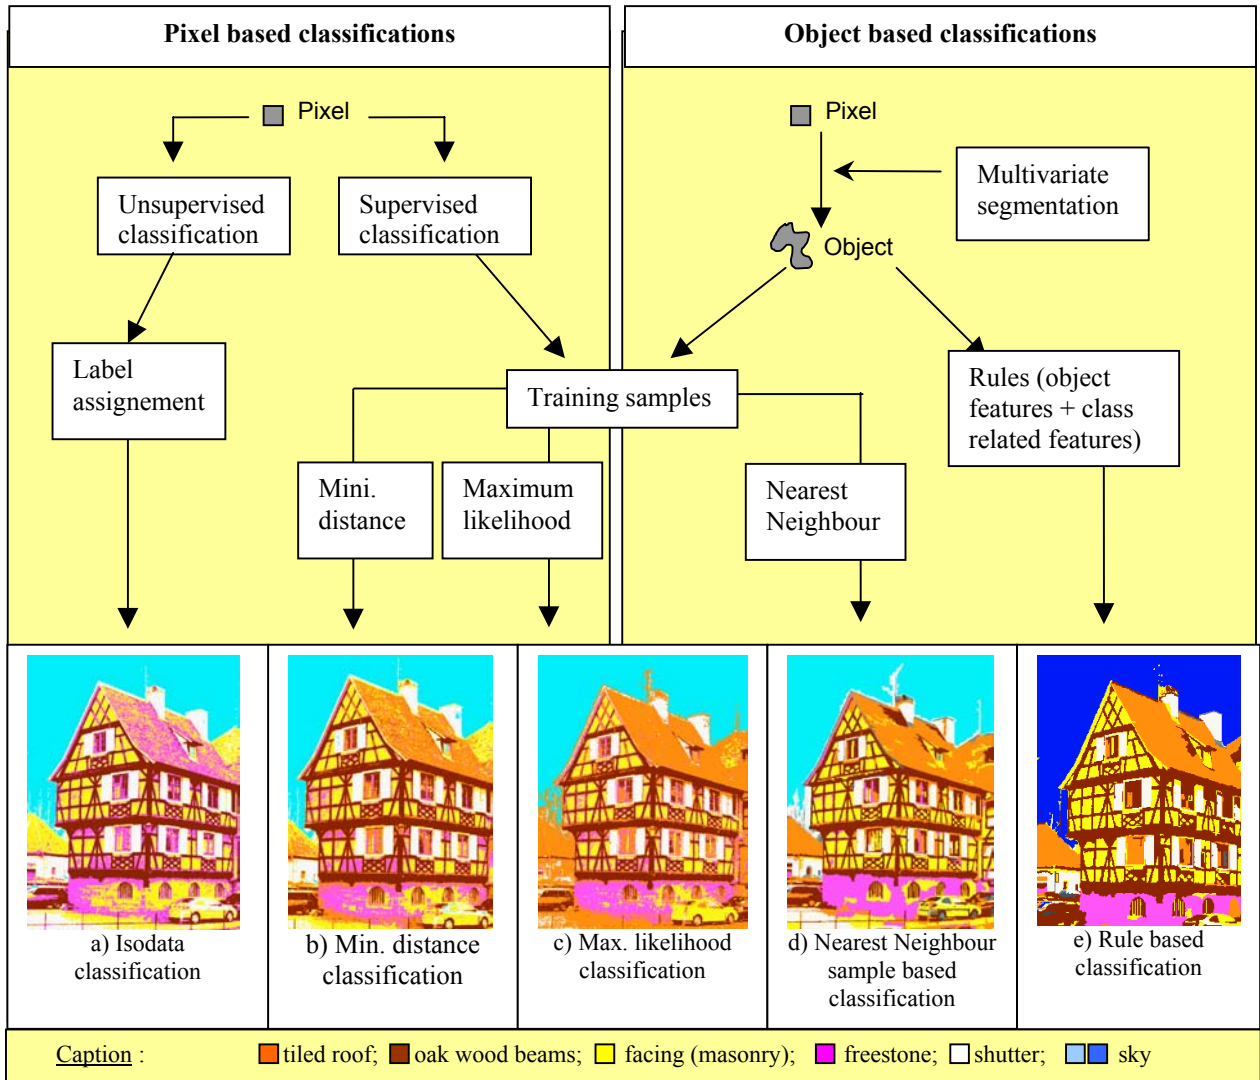 Pixel based classifications
Object based classifications
Pixel
Pixel
Unsupervised
classification
Supervised
classification
Multivariate
segmentation
Object
Label
assignement
Training samples
Rules (object
features + class
related features)
Mini.
distance
Maximum
likelihood
Nearest
Neighbour
a) Isodata
classification
b) Min. distance
classification
c) Max. likelihood
classification
d) Nearest Neighbour
sample based
classification
e) Rule based
classification
Caption : tiled roof; oak wood beams; facing (masonry); freestone; shutter; sky